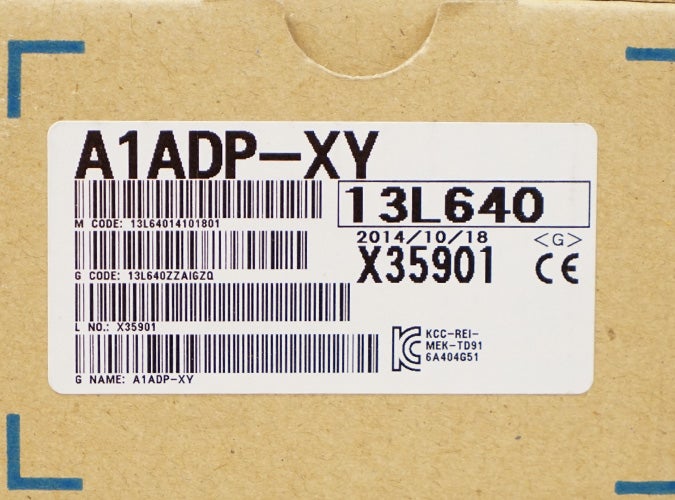 A1ADP-XY
13L640
M CODE: 13L64014101801
2014/10/18 <G>
X35901 CE
G CODE: 13L640ZZAIGZQ
L NO.: X35901
KCC-REI-
MEK-TD91
6A404G51
G NAME: A1ADP-XY